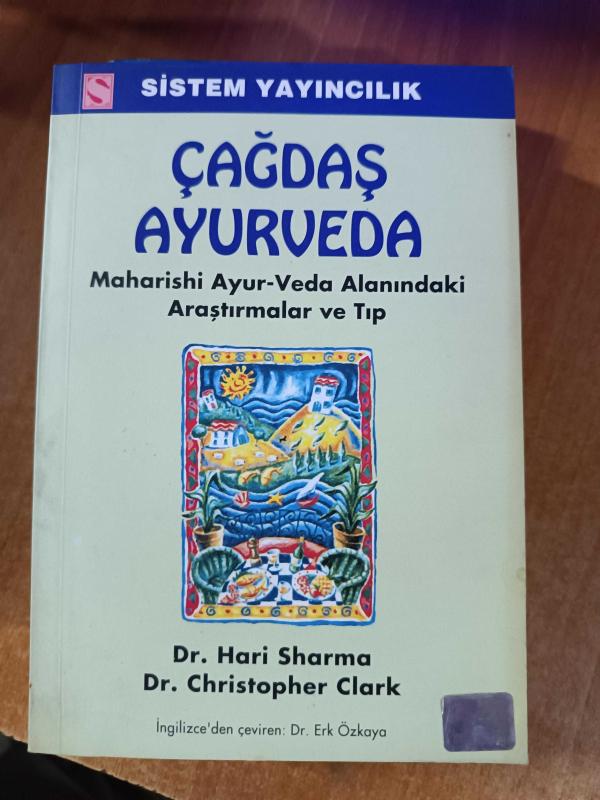 SİSTEM YAYINCILIK
ÇAĞDAŞ
AYURVEDA
Maharishi Ayur-Veda Alanındaki
Araştırmalar ve Tıp
Dr. Hari Sharma
Dr. Christopher Clark
İngilizce'den çeviren: Dr. Erk Özkaya